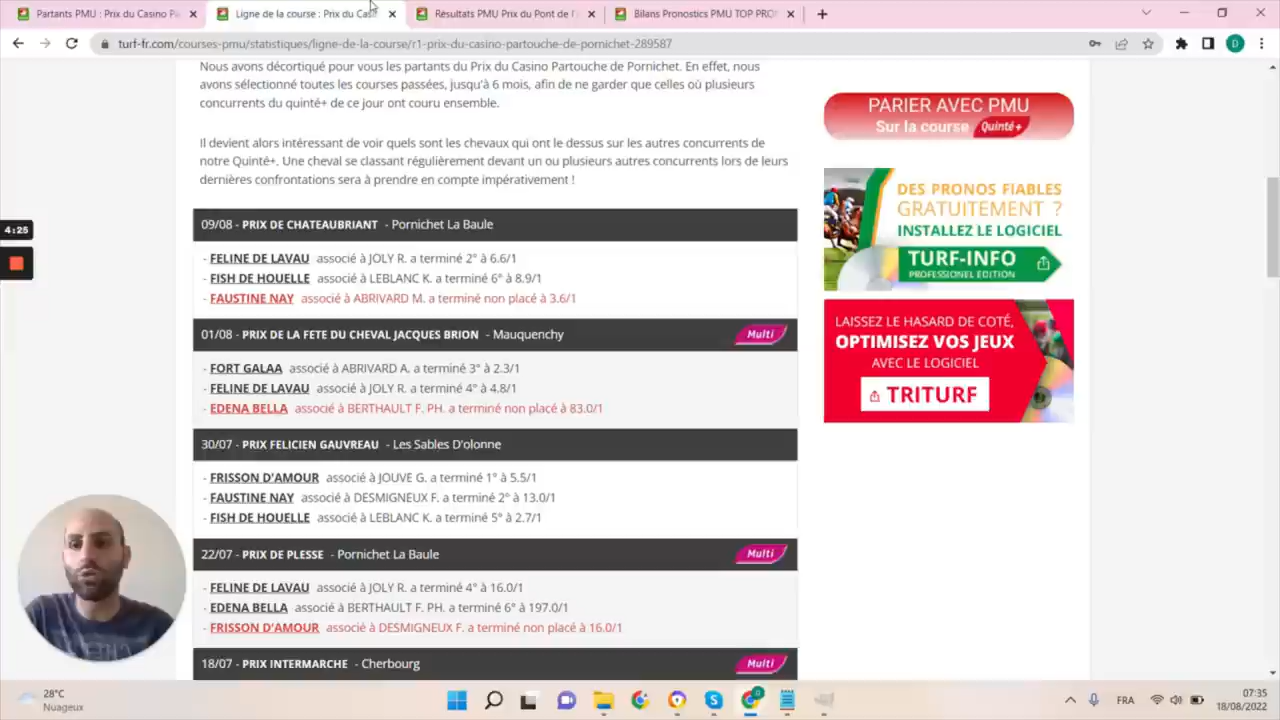 Partants PMU : Prix du Casino P
Ligne de la course : Prix du Cas
Résultats PMU Prix du Pont de l'
Bilans Pronostics PMU TOP PRO
turf-fr.com/courses-pmu/statistiques/ligne-de-la-course/r1-prix-du-casino-partouche-de-pornichet-289587
Nous avons décortiqué pour vous les partants du Prix du Casino Partouche de Pornichet. En effet, nous
avons sélectionné toutes les courses passées, jusqu'à 6 mois, afin de ne garder que celles où plusieurs
concurrents du quinté+ de ce jour ont couru ensemble.
Il devient alors intéressant de voir quels sont les chevaux qui ont le dessus sur les autres concurrents de
notre Quinté+. Une cheval se classant régulièrement devant un ou plusieurs autres concurrents lors de leurs
dernières confrontations sera à prendre en compte impérativement !
09/08 - PRIX DE CHATEAUBRIANT - Pornichet La Baule
- FELINE DE LAVAU associé à JOLY R. a terminé 2° à 6.6/1
- FISH DE HOUELLE associé à LEBLANC K. a terminé 6° à 8.9/1
- FAUSTINE NAY associé à ABRIVARD M. a terminé non placé à 3.6/1
01/08 - PRIX DE LA FETE DU CHEVAL JACQUES BRION - Mauquenchy
Multi
- FORT GALAA associé à ABRIVARD A. a terminé 3° à 2.3/1
- FELINE DE LAVAU associé à JOLY R. a terminé 4° à 4.8/1
- EDENA BELLA associé à BERTHAULT F. PH. a terminé non placé à 83.0/1
30/07 - PRIX FELICIEN GAUVREAU - Les Sables D'olonne
- FRISSON D'AMOUR associé à JOUVE G. a terminé 1° à 5.5/1
- FAUSTINE NAY associé à DESMIGNEUX F. a terminé 2° à 13.0/1
- FISH DE HOUELLE associé à LEBLANC K. a terminé 5° à 2.7/1
22/07 - PRIX DE PLESSE - Pornichet La Baule
Multi
- FELINE DE LAVAU associé à JOLY R. a terminé 4° à 16.0/1
- EDENA BELLA associé à BERTHAULT F. PH. a terminé 6° à 197.0/1
- FRISSON D'AMOUR associé à DESMIGNEUX F. a terminé non placé à 16.0/1
18/07 - PRIX INTERMARCHE - Cherbourg
Multi
PARIER AVEC PMU
Sur la course Quinté+
DES PRONOS FIABLES
GRATUITEMENT ?
INSTALLEZ LE LOGICIEL
TURF-INFO
PROFESSIONEL EDITION
LAISSEZ LE HASARD DE COTÉ,
OPTIMISEZ VOS JEUX
AVEC LE LOGICIEL
TRITURF
4:25
D
28°C
Nuageux
FRA
07:35
18/08/2022